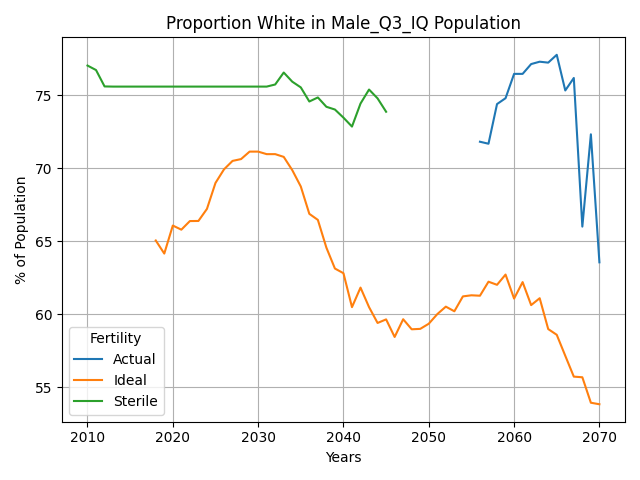 Proportion White in Male_Q3_IQ Population
% of Population
75
70
65
60
55
Fertility
Actual
Ideal
Sterile
2010 2020 2030 2040 2050 2060 2070
Years